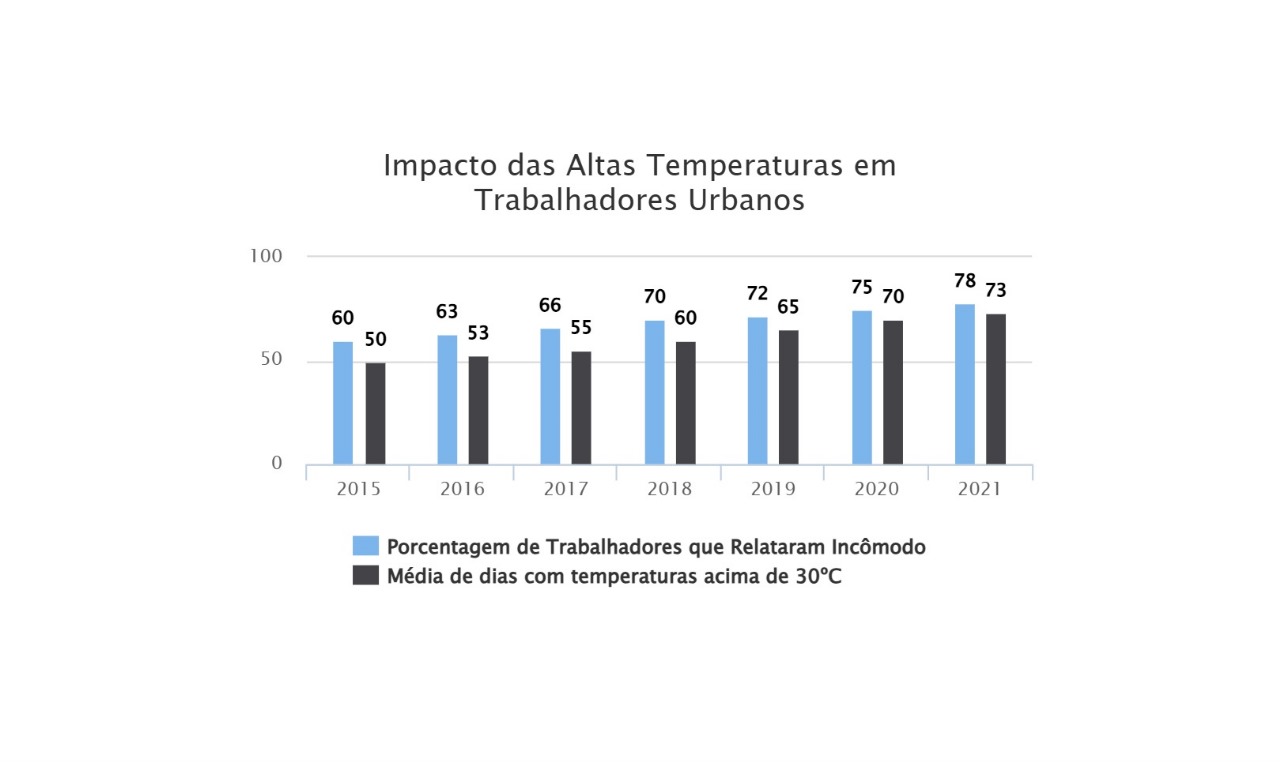 Impacto das Altas Temperaturas em
Trabalhadores Urbanos
100
50
0
60 50 63 53 66 55 70 60 72 65 75 70 78 73
2015 2016 2017 2018 2019 2020 2021
Porcentagem de Trabalhadores que Relataram Incômodo
Média de dias com temperaturas acima de 30°C